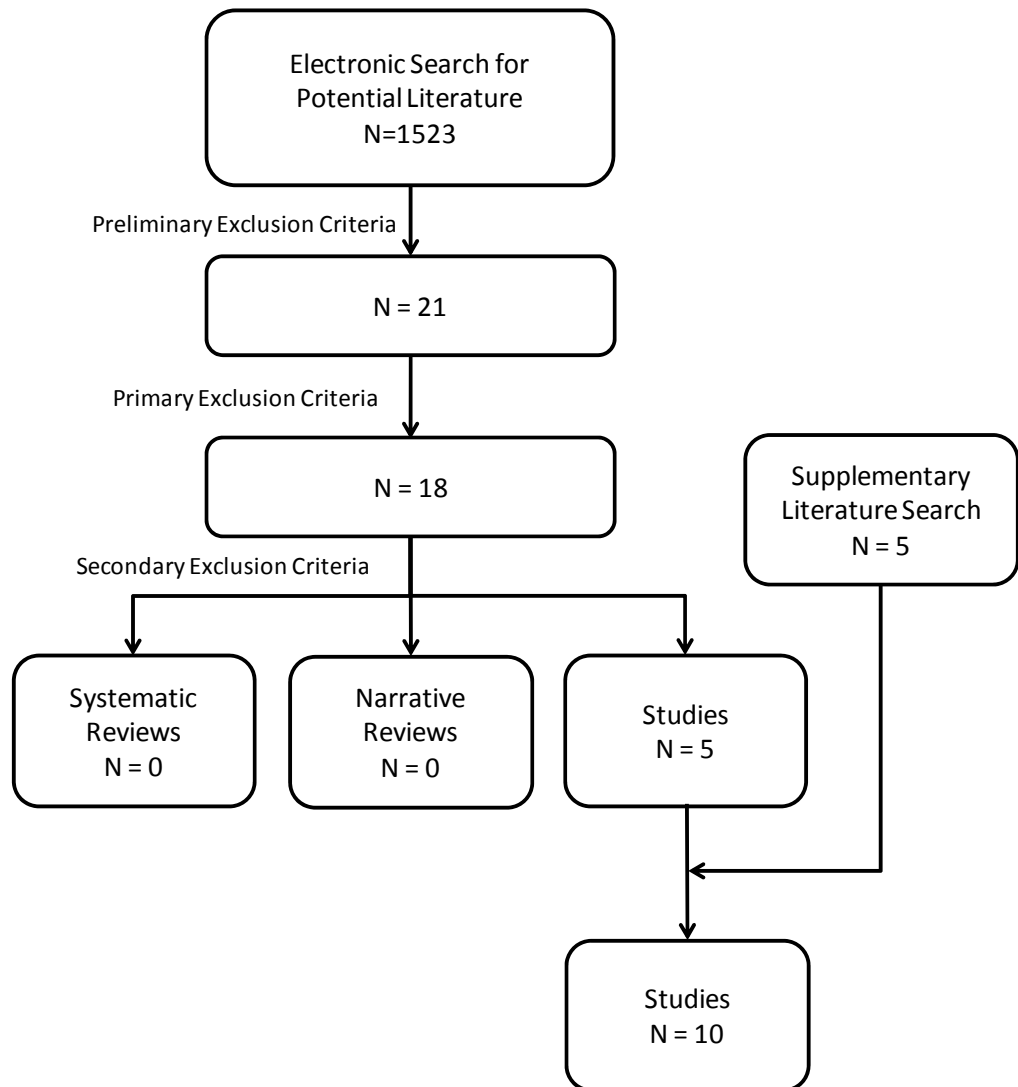 Electronic Search for
Potential Literature
N=1523
Preliminary Exclusion Criteria
N = 21
Primary Exclusion Criteria
N = 18
Supplementary
Literature Search
N = 5
Secondary Exclusion Criteria
Systematic
Reviews
N = 0
Narrative
Reviews
N = 0
Studies
N = 5
Studies
N = 10